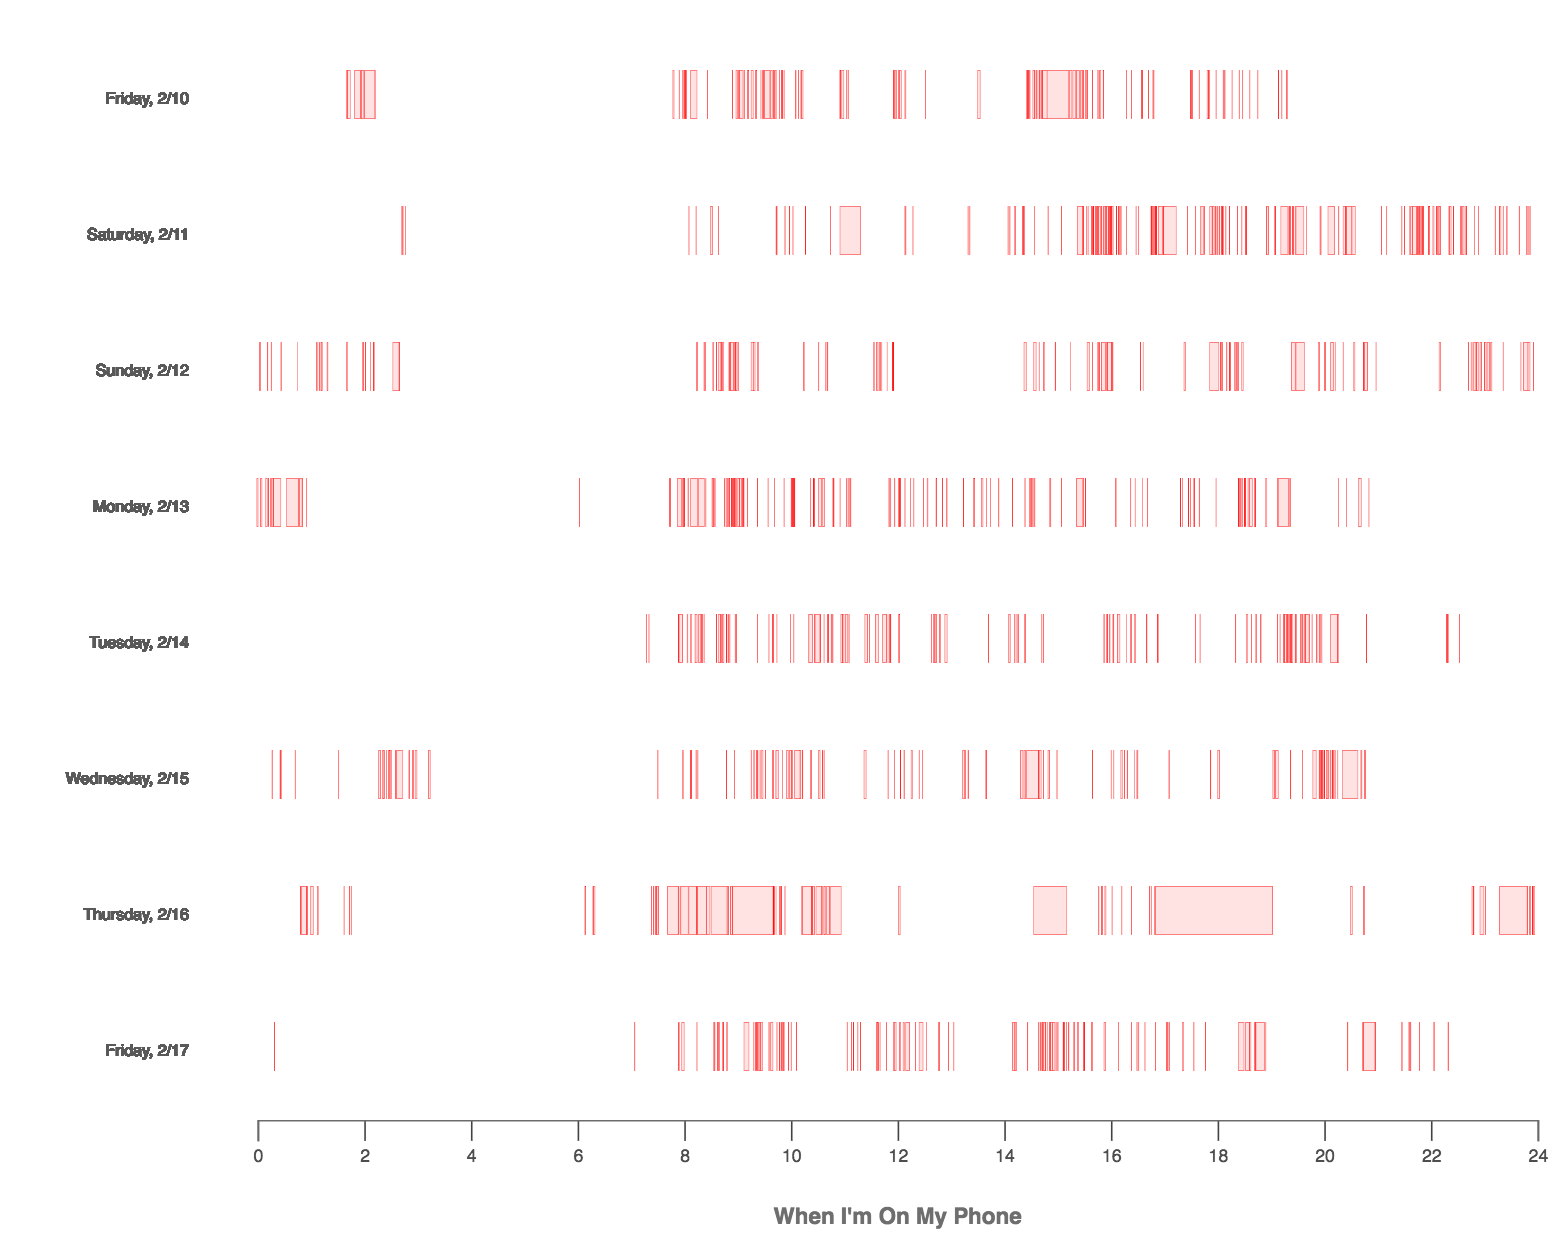 Friday, 2/10
Saturday, 2/11
Sunday, 2/12
Monday, 2/13
Tuesday, 2/14
Wednesday, 2/15
Thursday, 2/16
Friday, 2/17
0 2 4 6 8 10 12 14 16 18 20 22 24
When I'm On My Phone